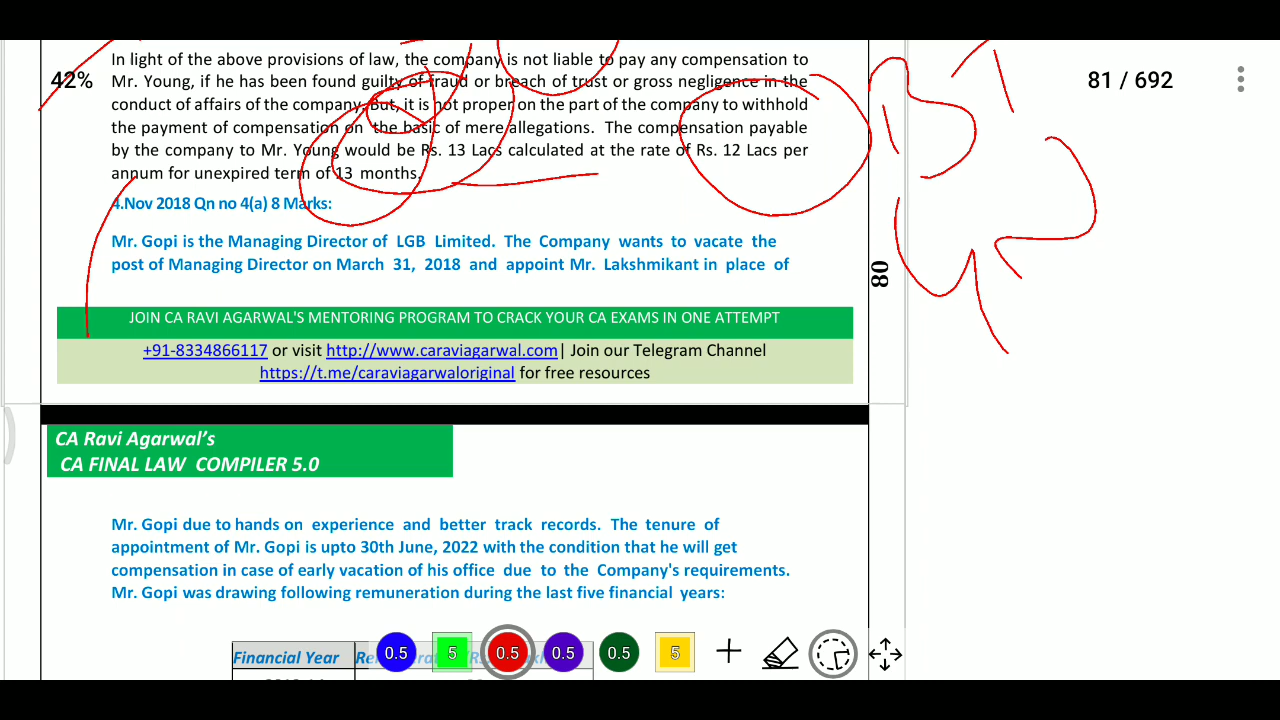 In light of the above provisions of law, the company is not liable to pay any compensation to
42%
81 / 692
Mr. Young, if he has been found guilty of fraud or breach of trust or gross negligence in the
conduct of affairs of the company. But, it is not proper on the part of the company to withhold
the payment of compensation on the basic of mere allegations. The compensation payable
by the company to Mr. Young would be Rs. 13 Lacs calculated at the rate of Rs. 12 Lacs per
annum for unexpired term of 13 months.
4.Nov 2018 Qn no 4(a) 8 Marks:
Mr. Gopi is the Managing Director of LGB Limited. The Company wants to vacate the
post of Managing Director on March 31, 2018 and appoint Mr. Lakshmikant in place of
80
JOIN CA RAVI AGARWAL'S MENTORING PROGRAM TO CRACK YOUR CA EXAMS IN ONE ATTEMPT
+91-8334866117 or visit http://www.caraviagarwal.com| Join our Telegram Channel
https://t.me/caraviagarwaloriginal for free resources
CA Ravi Agarwal's
CA FINAL LAW COMPILER 5.0
Mr. Gopi due to hands on experience and better track records. The tenure of
appointment of Mr. Gopi is upto 30th June, 2022 with the condition that he will get
compensation in case of early vacation of his office due to the Company's requirements.
Mr. Gopi was drawing following remuneration during the last five financial years:
Financial Year
0.5 5 0.5 0.5 0.5 5